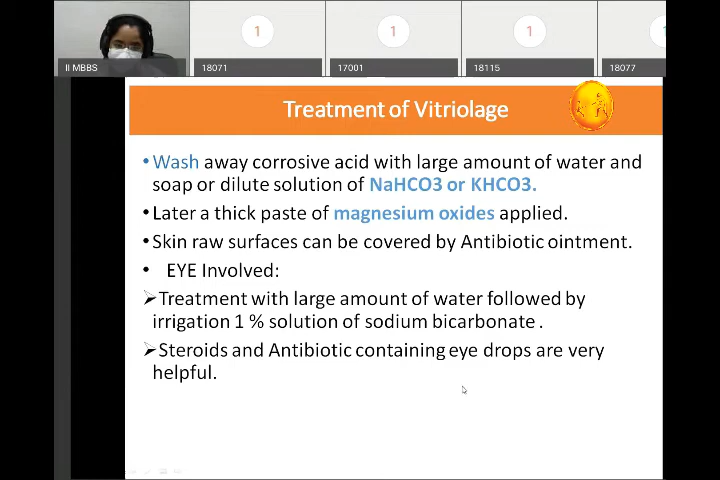 1
1
1
1
II MBBS
18071
17001
18115
18077
Treatment of Vitriolage
• Wash away corrosive acid with large amount of water and
soap or dilute solution of NaHCO3 or KHCO3.
• Later a thick paste of magnesium oxides applied.
• Skin raw surfaces can be covered by Antibiotic ointment.
• EYE Involved:
➢ Treatment with large amount of water followed by
irrigation 1 % solution of sodium bicarbonate .
➢ Steroids and Antibiotic containing eye drops are very
helpful.